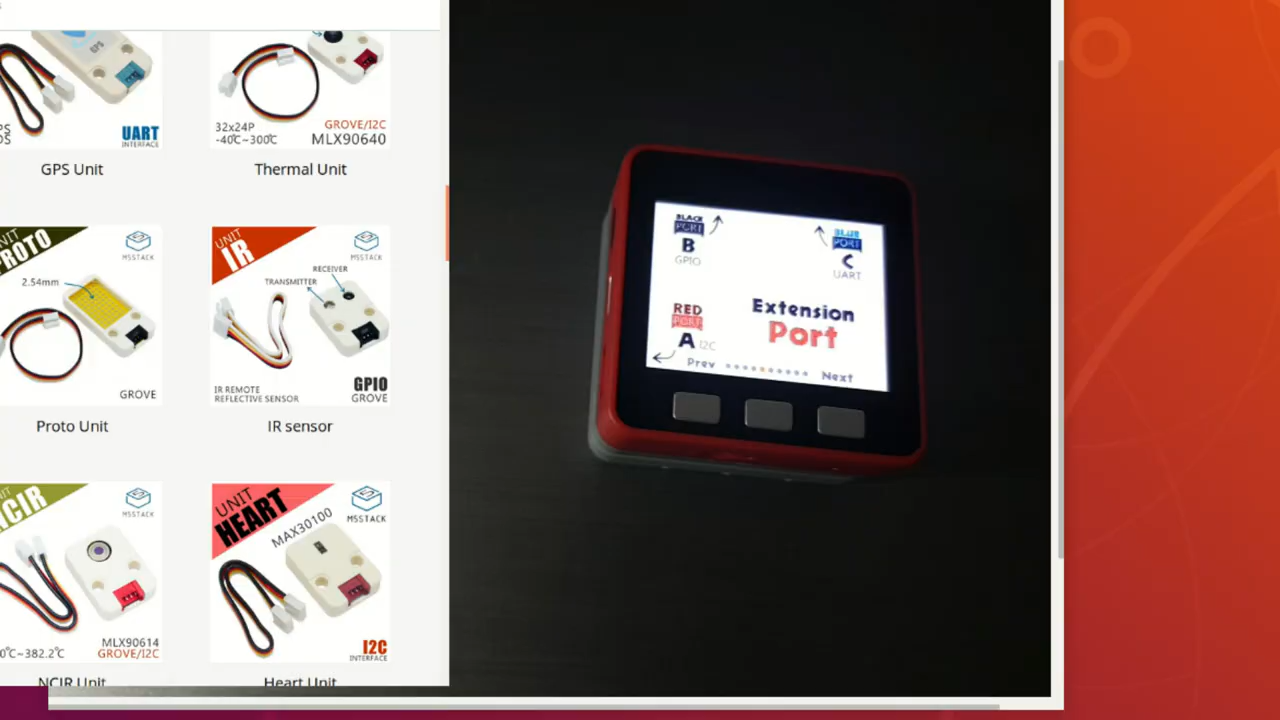 UART
INTERFACE
GPS Unit
32x24P
-40℃~300℃
GROVE/I2C
MLX90640
Thermal Unit
PROTO
M5STACK
2.54mm
GROVE
Proto Unit
UNIT
IR
M5STACK
RECEIVER
TRANSMITTER
IR REMOTE
REFLECTIVE SENSOR
GPIO
GROVE
IR sensor
NCIR
M5STACK
MLX90614
GROVE/I2C
0℃~382.2℃
NCIR Unit
UNIT
HEART
M5STACK
MAX30100
I2C
INTERFACE
Heart Unit
BLACK
PORT
B
GPIO
BLUE
PORT
C
UART
RED
PORT
A I2C
Extension
Port
Prev
Next